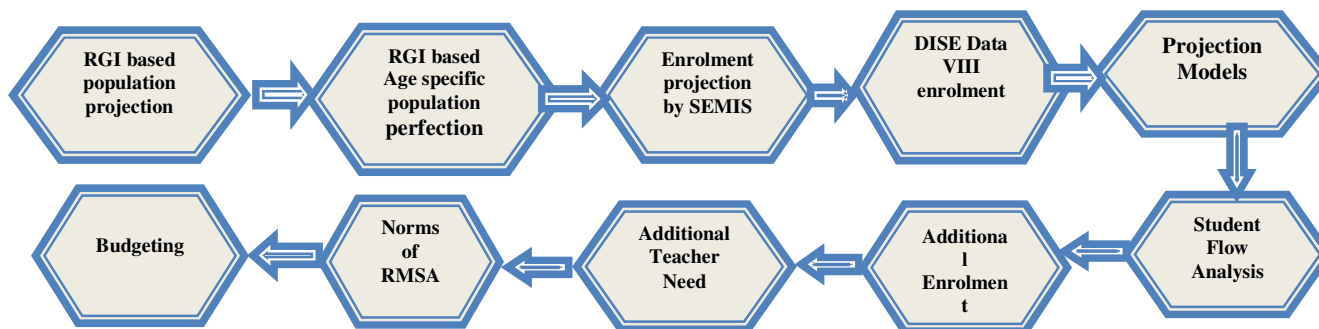 RGI based
population
projection
RGI based
Age specific
population
perfection
Enrolment
projection
by SEMIS
DISE Data
VIII
enrolment
Projection
Models
Student
Flow
Analysis
Additiona
l
Enrolmen
t
Additional
Teacher
Need
Norms
of
RMSA
Budgeting